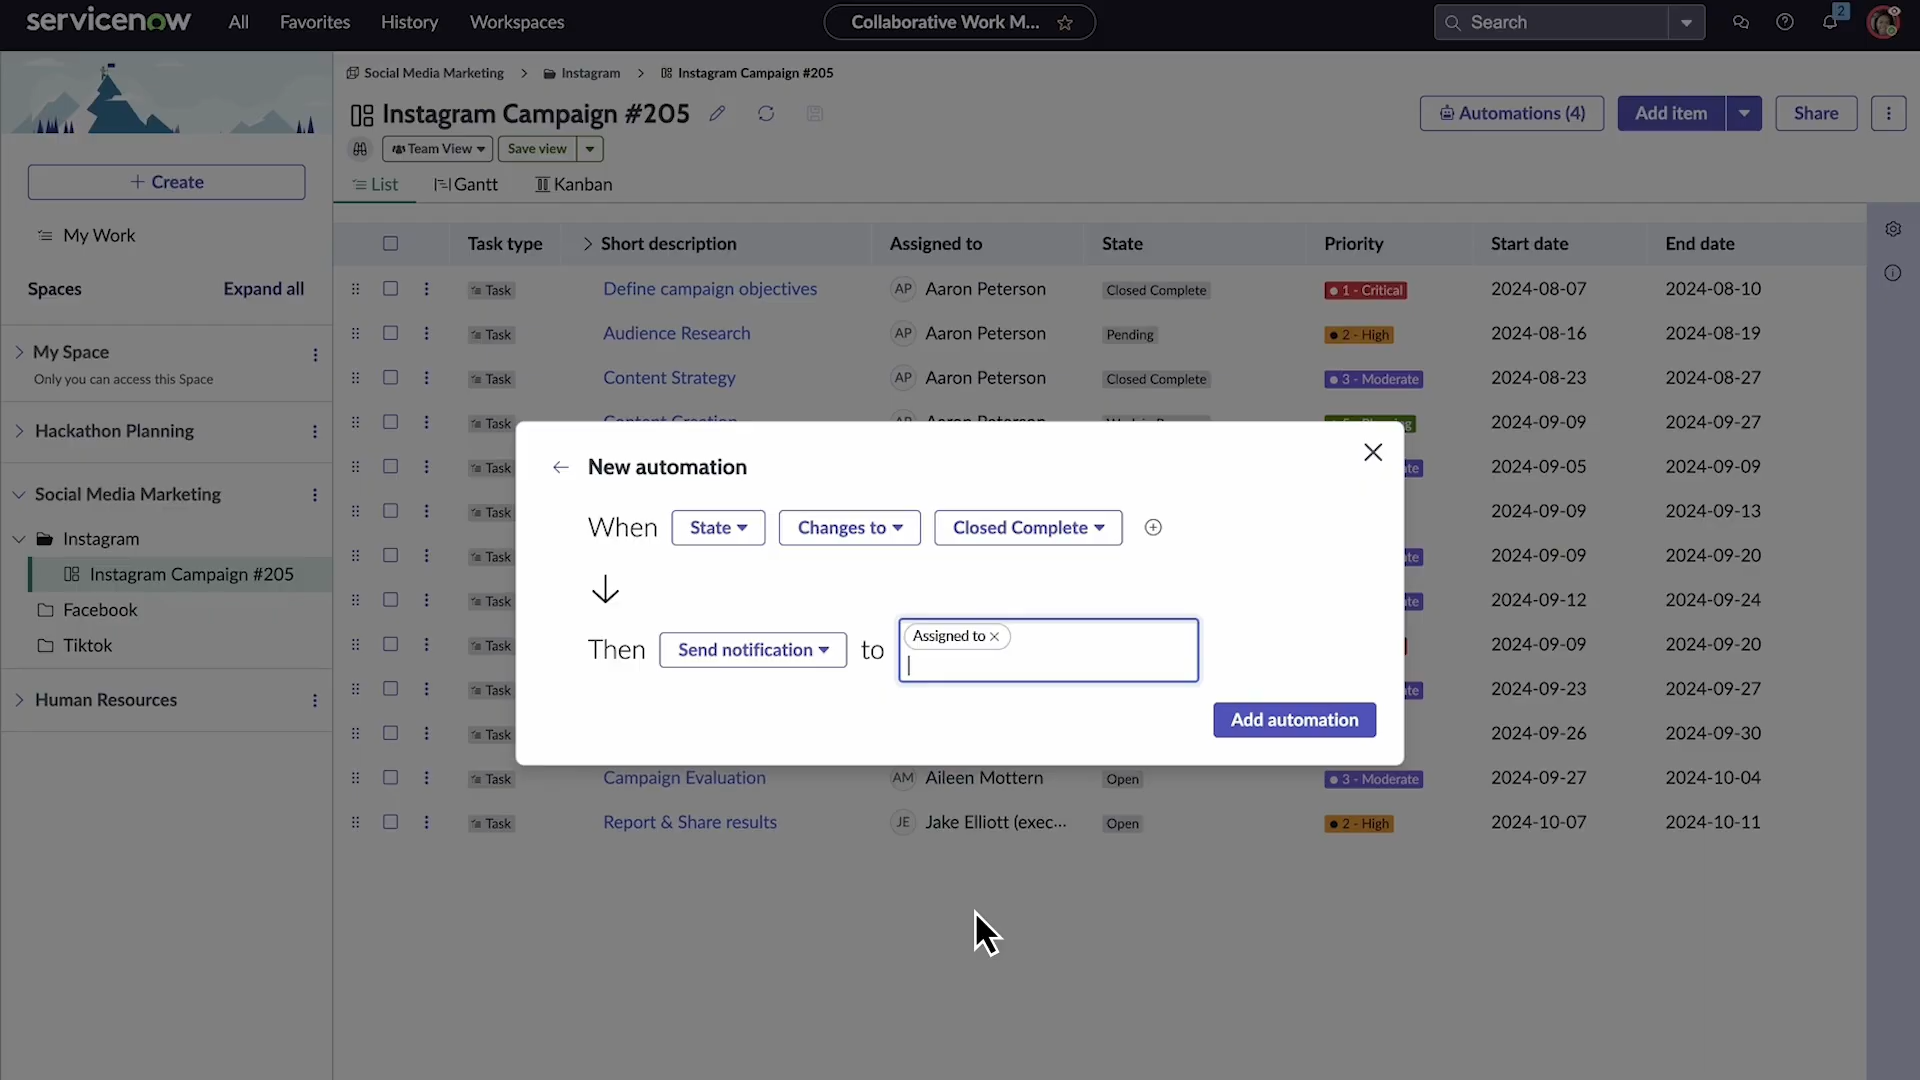 servicenow
All
Favorites
History
Workspaces
Collaborative Work M...
Search
2
Social Media Marketing > Instagram > Instagram Campaign #205
Instagram Campaign #205
Automations (4)
Add item
Share
Team View
Save view
List
Gantt
Kanban
+ Create
My Work
Spaces
Expand all
My Space
Only you can access this Space
Hackathon Planning
Social Media Marketing
Instagram
Instagram Campaign #205
Facebook
Tiktok
Human Resources
Task type Short description Assigned to State Priority Start date End date
Task Define campaign objectives AP Aaron Peterson Closed Complete 1 - Critical 2024-08-07 2024-08-10
Task Audience Research AP Aaron Peterson Pending 2 - High 2024-08-16 2024-08-19
Task Content Strategy AP Aaron Peterson Closed Complete 3 - Moderate 2024-08-23 2024-08-27
Task Content Creation AP Aaron Peterson 2024-09-09 2024-09-27
Task 2024-09-05 2024-09-09
Task 2024-09-09 2024-09-13
Task 2024-09-09 2024-09-20
Task 2024-09-12 2024-09-24
Task 2024-09-09 2024-09-20
Task 2024-09-23 2024-09-27
Task 2024-09-26 2024-09-30
Task Campaign Evaluation AM Aileen Mottern Open 3 - Moderate 2024-09-27 2024-10-04
Task Report & Share results JE Jake Elliott (exec... Open 2 - High 2024-10-07 2024-10-11
New automation
When State Changes to Closed Complete
Then Send notification to Assigned to
Add automation